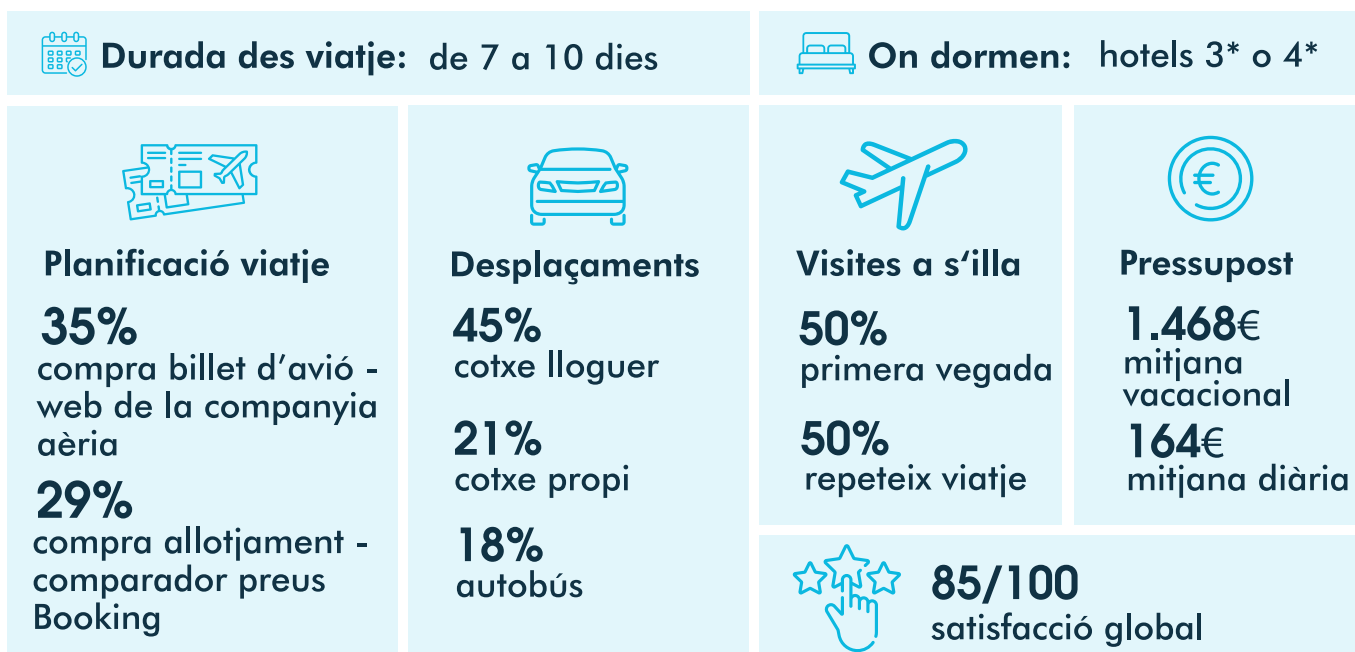 Durada des viatje: de 7 a 10 dies
On dormen: hotels 3* o 4*
Planificació viatje
35%
compra billet d’avió -
web de la companyia
aèria
29%
compra allotjament -
comparador preus
Booking
Desplaçaments
45%
cotxe lloguer
21%
cotxe propi
18%
autobús
Visites a s‘illa
50%
primera vegada
50%
repeteix viatje
Pressupost
1.468€
mitjana
vacacional
164€
mitjana diària
85/100
satisfacció global